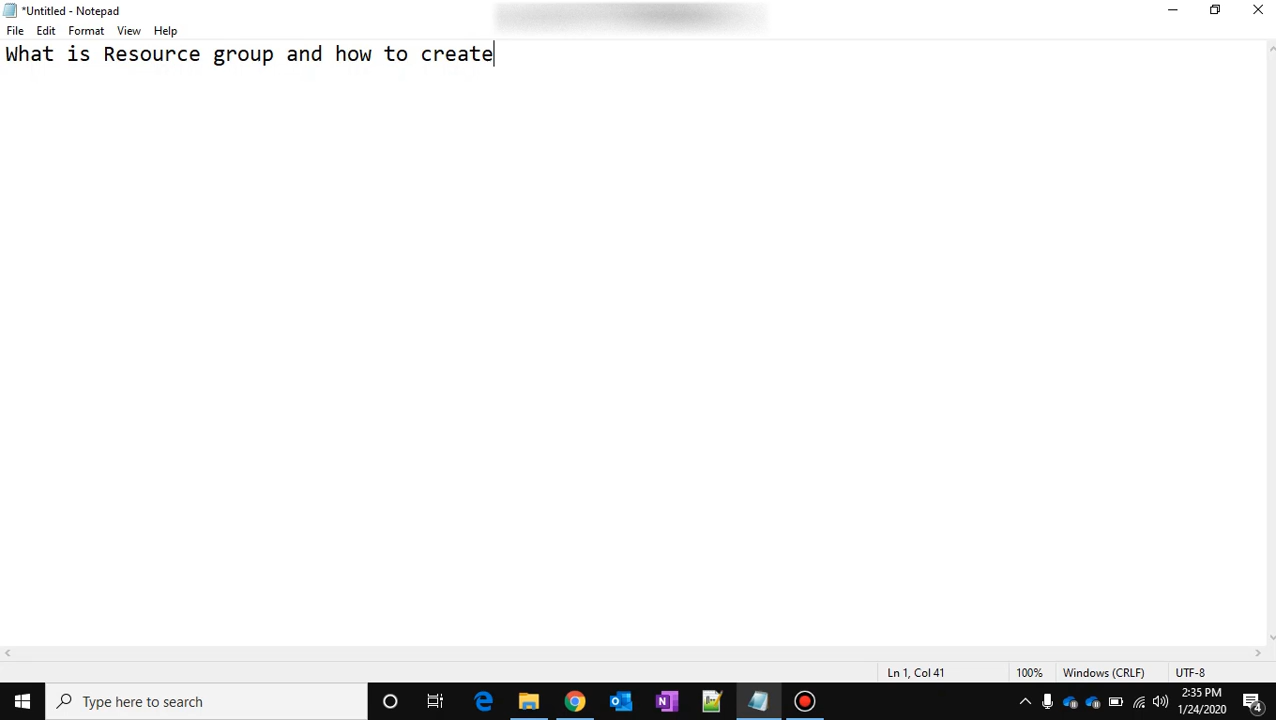 *Untitled - Notepad
File Edit Format View Help
What is Resource group and how to create
Ln 1, Col 41 100% Windows (CRLF) UTF-8
Type here to search
2:35 PM
1/24/2020
4